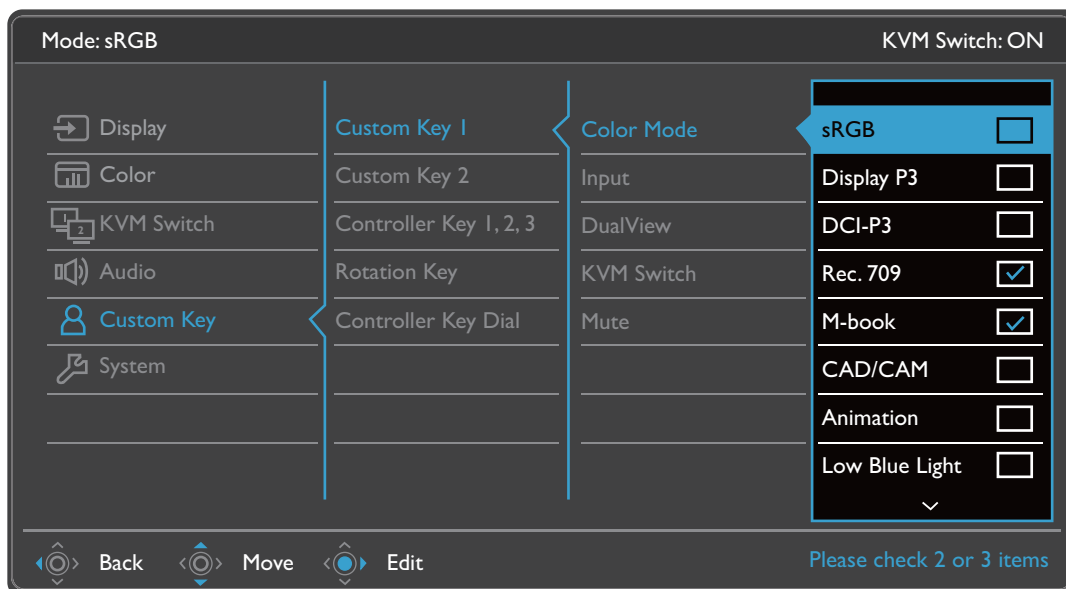 Mode: sRGB
KVM Switch: ON
Display
Color
1
2
KVM Switch
Audio
Custom Key
System
Custom Key 1
Custom Key 2
Controller Key 1, 2, 3
Rotation Key
Controller Key Dial
Color Mode
Input
DualView
KVM Switch
Mute
sRGB
Display P3
DCI-P3
Rec. 709
M-book
CAD/CAM
Animation
Low Blue Light
Back
Move
Edit
Please check 2 or 3 items